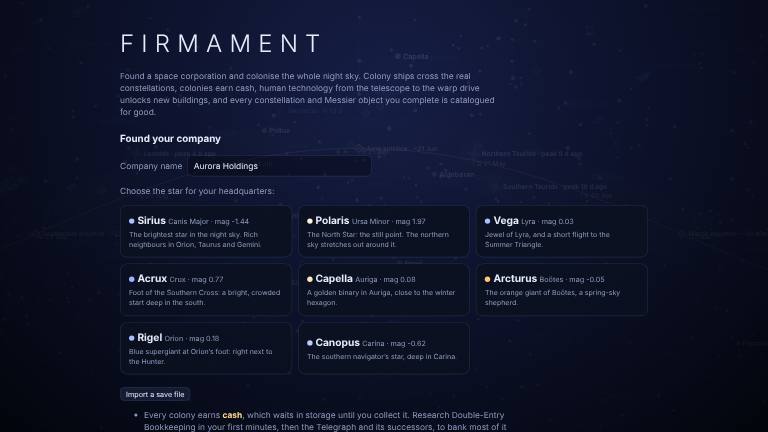 FIRMAMENT
Capella
Found a space corporation and colonise the whole night sky. Colony ships cross the real
constellations, colonies earn cash, human technology from the telescope to the warp drive
unlocks new buildings, and every constellation and Messier object you complete is catalogued
for good.
Pollux
Found your company
Company name Aurora Holdings
Choose the star for your headquarters:
Sirius Canis Major · mag -1.44
The brightest star in the night sky. Rich
neighbours in Orion, Taurus and Gemini.
Polaris Ursa Minor · mag 1.97
The North Star: the still point. The northern
sky stretches out around it.
Vega Lyra · mag 0.03
Jewel of Lyra, and a short flight to the
Summer Triangle.
Acrux Crux · mag 0.77
Foot of the Southern Cross: a bright, crowded
start deep in the south.
Capella Auriga · mag 0.08
A golden binary in Auriga, close to the winter
hexagon.
Arcturus Boötes · mag -0.05
The orange giant of Boötes, a spring-sky
shepherd.
Rigel Orion · mag 0.18
Blue supergiant at Orion's foot: right next to
the Hunter.
Canopus Carina · mag -0.62
The southern navigator's star, deep in Carina.
Import a save file
• Every colony earns cash, which waits in storage until you collect it. Research Double-Entry
Bookkeeping in your first minutes, then the Telegraph and its successors, to bank most of it